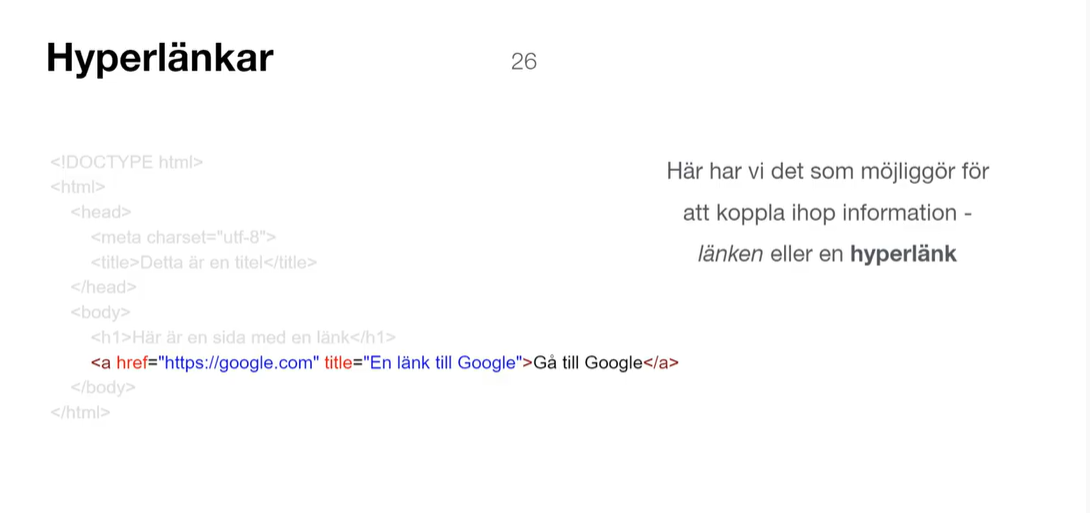 Hyperlänkar
26
<!DOCTYPE html>
<html>
<head>
<meta charset="utf-8">
<title>Detta är en titel</title>
</head>
<body>
<h1>Här är en sida med en länk</h1>
<a href="https://google.com" title="En länk till Google">Gå till Google</a>
</body>
</html>
Här har vi det som möjliggör för
att koppla ihop information -
länken eller en hyperlänk